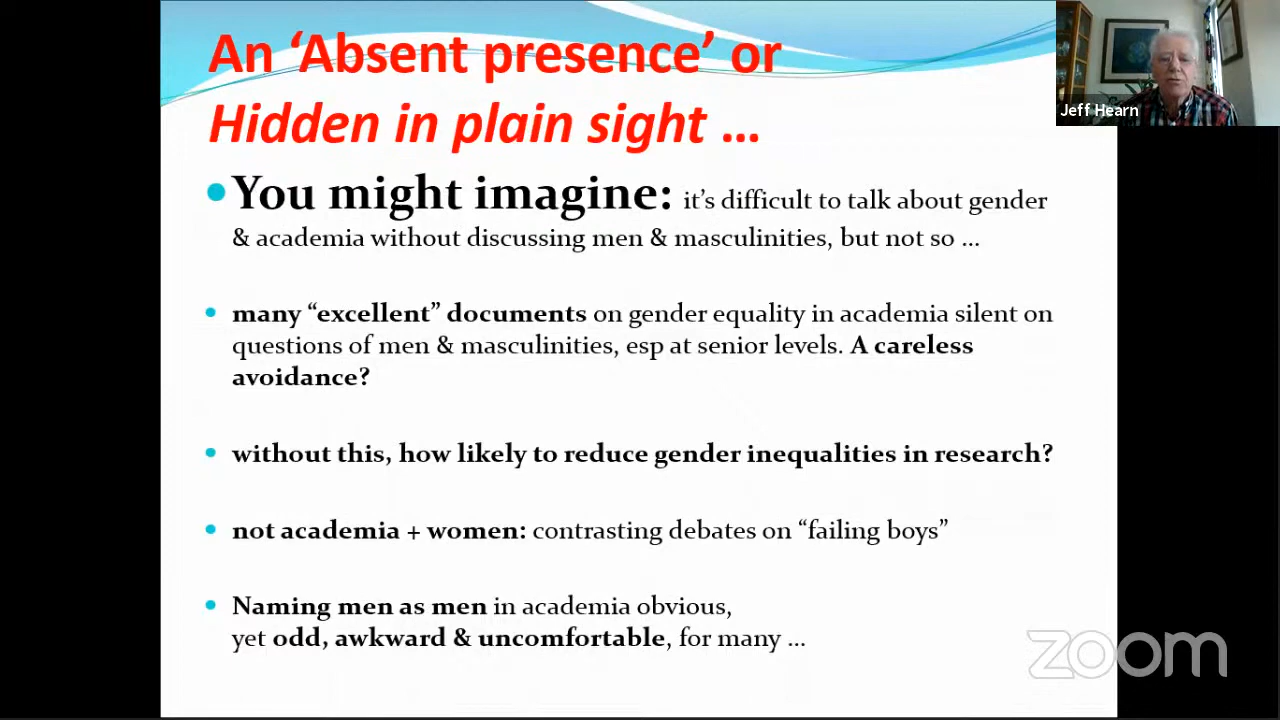 An ‘Absent presence’ or
Hidden in plain sight ...
Jeff Hearn
• You might imagine: it’s difficult to talk about gender
& academia without discussing men & masculinities, but not so ...
• many “excellent” documents on gender equality in academia silent on
questions of men & masculinities, esp at senior levels. A careless
avoidance?
• without this, how likely to reduce gender inequalities in research?
• not academia + women: contrasting debates on “failing boys”
• Naming men as men in academia obvious,
yet odd, awkward & uncomfortable, for many ...
zoom